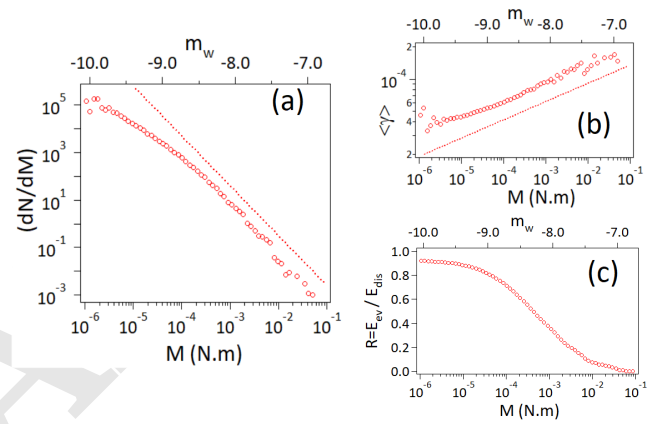 m_w
-10.0 -9.0 -8.0 -7.0
(a)
10^5
10^3
10^1
10^-1
10^-3
(dN/dM)
10^-6 10^-5 10^-4 10^-3 10^-2 10^-1
M (N.m)
m_w
-10.0 -9.0 -8.0 -7.0
2
10^-4
8
6
4
2
<γ>
(b)
10^-6 10^-5 10^-4 10^-3 10^-2 10^-1
M (N.m)
m_w
-10.0 -9.0 -8.0 -7.0
1.0
0.8
0.6
0.4
0.2
0.0
R=E_ev / E_dis
(c)
10^-6 10^-5 10^-4 10^-3 10^-2 10^-1
M (N.m)